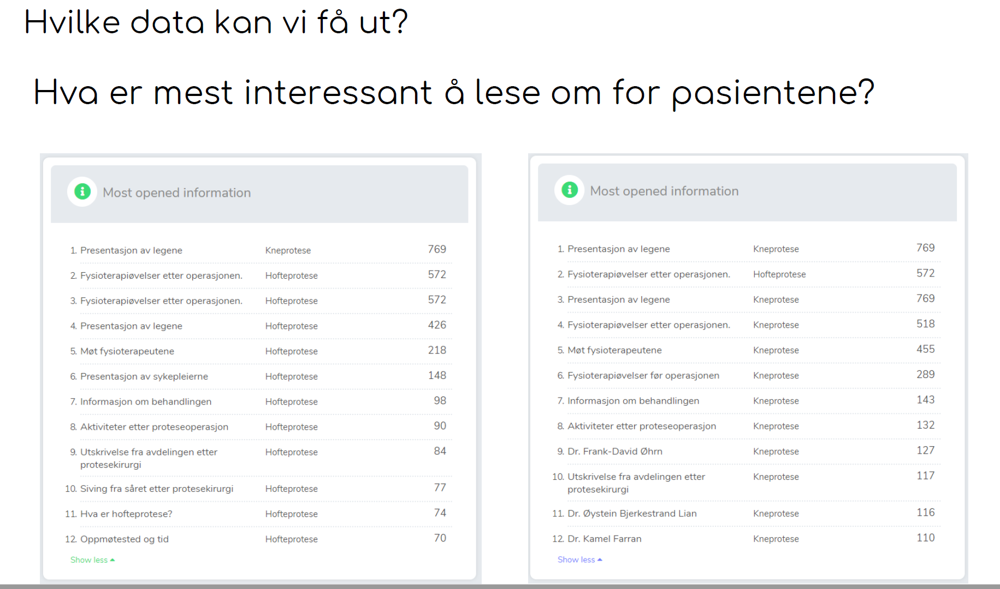 Hvilke data kan vi få ut?
Hva er mest interessant å lese om for pasientene?
Most opened information
1. Presentasjon av legene Kneprotese 769
2. Fysioterapiøvelser etter operasjonen. Hofteprotese 572
3. Fysioterapiøvelser etter operasjonen. Hofteprotese 572
4. Presentasjon av legene Hofteprotese 426
5. Møt fysioterapeutene Hofteprotese 218
6. Presentasjon av sykepleierne Hofteprotese 148
7. Informasjon om behandlingen Hofteprotese 98
8. Aktiviteter etter proteseoperasjon Hofteprotese 90
9. Utskrivelse fra avdelingen etter Hofteprotese 84
protesekirurgi
10. Siving fra såret etter protesekirurgi Hofteprotese 77
11. Hva er hofteprotese? Hofteprotese 74
12. Oppmøtested og tid Hofteprotese 70
Show less
Most opened information
1. Presentasjon av legene Kneprotese 769
2. Fysioterapiøvelser etter operasjonen. Hofteprotese 572
3. Presentasjon av legene Kneprotese 769
4. Fysioterapiøvelser etter operasjonen. Kneprotese 518
5. Møt fysioterapeutene Kneprotese 455
6. Fysioterapiøvelser før operasjonen Kneprotese 289
7. Informasjon om behandlingen Kneprotese 143
8. Aktiviteter etter proteseoperasjon Kneprotese 132
9. Dr. Frank-David Øhrn Kneprotese 127
10. Utskrivelse fra avdelingen etter Kneprotese 117
protesekirurgi
11. Dr. Øystein Bjerkestrand Lian Kneprotese 116
12. Dr. Kamel Farran Kneprotese 110
Show less